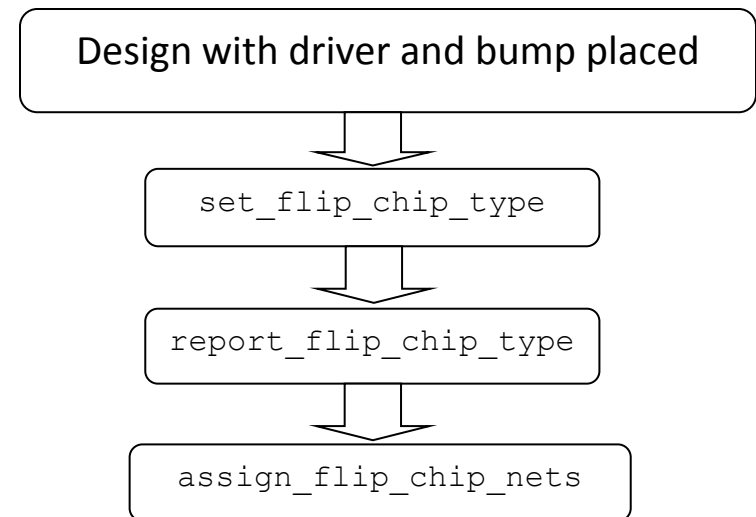 Design with driver and bump placed
set_flip_chip_type
report_flip_chip_type
assign_flip_chip_nets